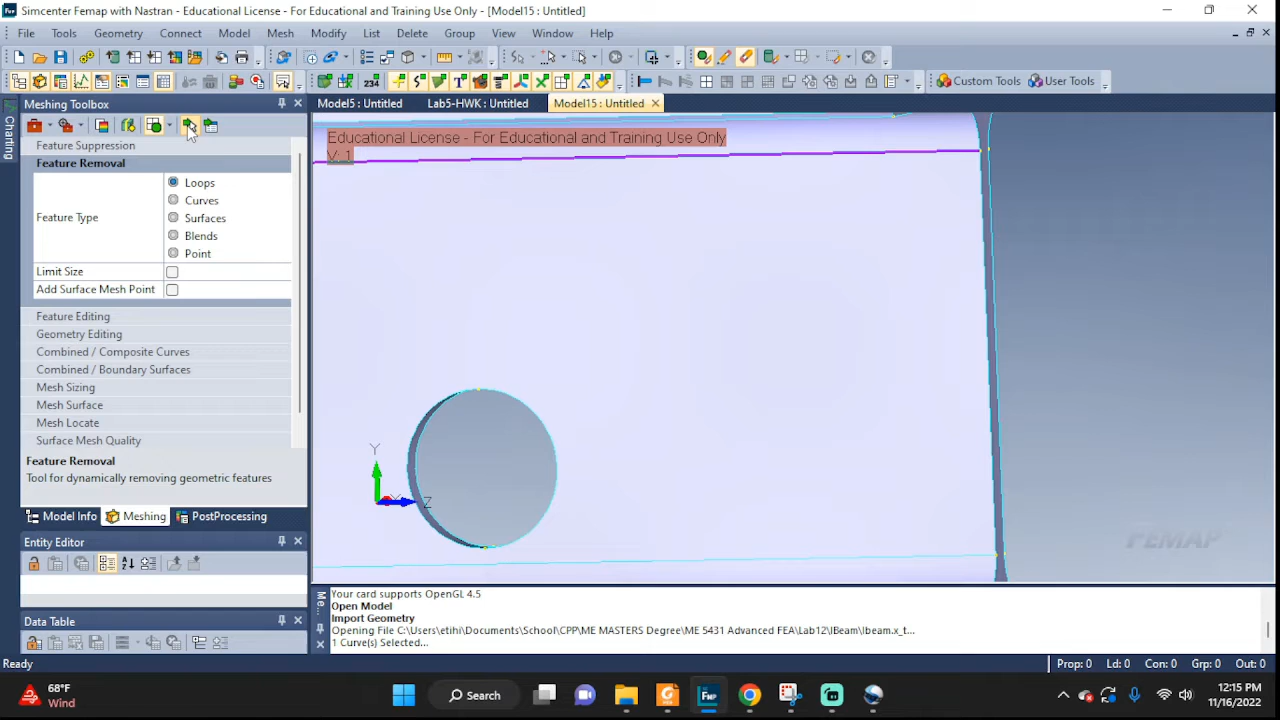 Simcenter Femap with Nastran - Educational License - For Educational and Training Use Only - [Model15 : Untitled]
File Tools Geometry Connect Model Mesh Modify List Delete Group View Window Help
234
Custom Tools User Tools
Charting
Meshing Toolbox
Model5 : Untitled Lab5-HWK : Untitled Model15 : Untitled
Feature Suppression
Feature Removal
Feature Type
Loops
Curves
Surfaces
Blends
Point
Limit Size
Add Surface Mesh Point
Feature Editing
Geometry Editing
Combined / Composite Curves
Combined / Boundary Surfaces
Mesh Sizing
Mesh Surface
Mesh Locate
Surface Mesh Quality
Feature Removal
Tool for dynamically removing geometric features
Model Info Meshing PostProcessing
Entity Editor
Data Table
Educational License - For Educational and Training Use Only
V: 1
Y
X
Z
FEMAP
Me...
Your card supports OpenGL 4.5
Open Model
Import Geometry
Opening File C:\Users\etihi\Documents\School\CPP\ME MASTERS Degree\ME 5431 Advanced FEA\Lab12\IBeam\Ibeam.x_t...
1 Curve(s) Selected...
Ready
Prop: 0 Ld: 0 Con: 0 Grp: 0 Out: 0
68°F
Wind
Search
12:15 PM
11/16/2022